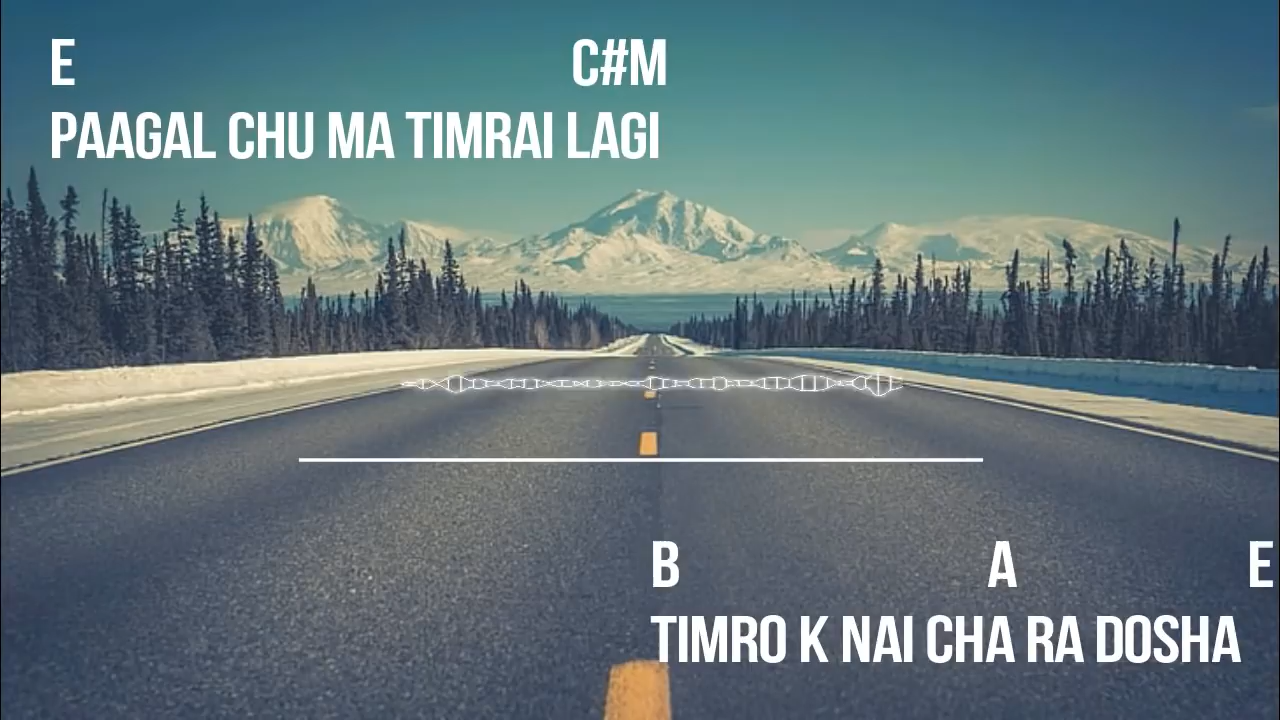 E C#M
PAAGAL CHU MA TIMRAI LAGI
B A E
TIMRO K NAI CHA RA DOSHA